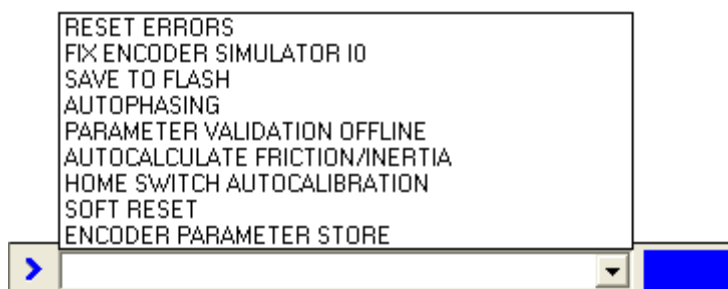 RESET ERRORS
FIX ENCODER SIMULATOR I0
SAVE TO FLASH
AUTOPHASING
PARAMETER VALIDATION OFFLINE
AUTOCALCULATE FRICTION/INERTIA
HOME SWITCH AUTOCALIBRATION
SOFT RESET
ENCODER PARAMETER STORE